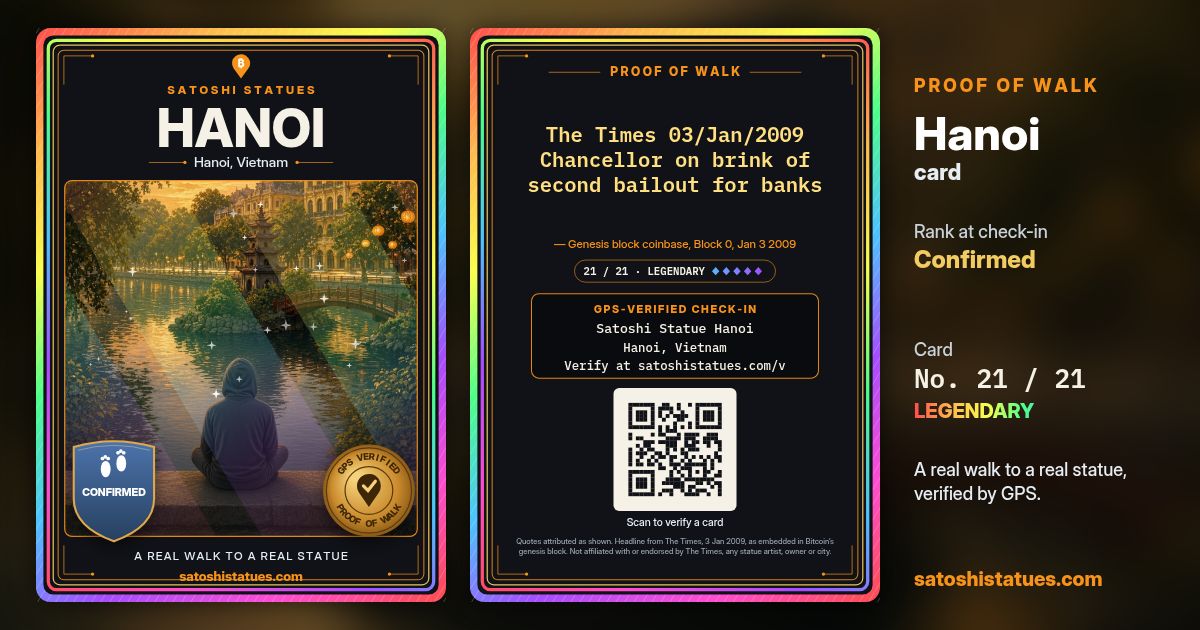 SATOSHI STATUES
HANOI
Hanoi, Vietnam
CONFIRMED
GPS VERIFIED
PROOF OF WALK
A REAL WALK TO A REAL STATUE
satoshistatues.com
PROOF OF WALK
The Times 03/Jan/2009
Chancellor on brink of
second bailout for banks
— Genesis block coinbase, Block 0, Jan 3 2009
21 / 21 · LEGENDARY
GPS-VERIFIED CHECK-IN
Satoshi Statue Hanoi
Hanoi, Vietnam
Verify at satoshistatues.com/v
Scan to verify a card
Quotes attributed as shown. Headline from The Times, 3 Jan 2009, as embedded in Bitcoin's
genesis block. Not affiliated with or endorsed by The Times, any statue artist, owner or city.
PROOF OF WALK
Hanoi
card
Rank at check-in
Confirmed
Card
No. 21 / 21
LEGENDARY
A real walk to a real statue,
verified by GPS.
satoshistatues.com